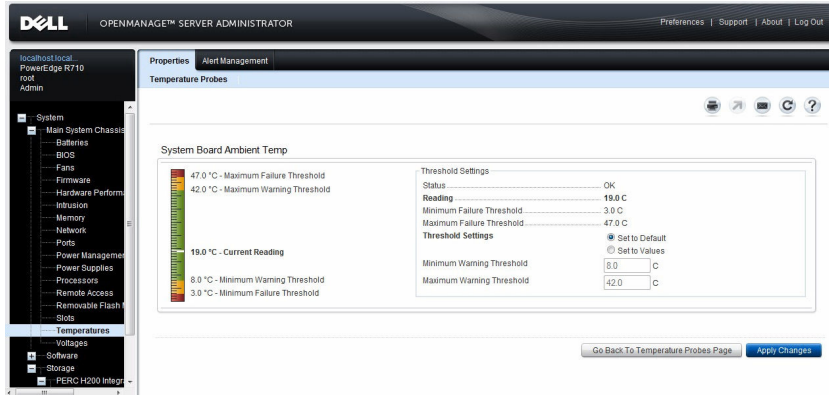 DELL OPENMANAGE™ SERVER ADMINISTRATOR
Preferences | Support | About | Log Out
localhost.local...
PowerEdge R710
root
Admin
Properties Alert Management
Temperature Probes
System
Main System Chassis
Batteries
BIOS
Fans
Firmware
Hardware Performa
Intrusion
Memory
Network
Ports
Power Managemen
Power Supplies
Processors
Remote Access
Removable Flash M
Slots
Temperatures
Voltages
Software
Storage
PERC H200 Integra
System Board Ambient Temp
47.0 °C - Maximum Failure Threshold
42.0 °C - Maximum Warning Threshold
19.0 °C - Current Reading
8.0 °C - Minimum Warning Threshold
3.0 °C - Minimum Failure Threshold
Threshold Settings
Status OK
Reading 19.0 C
Minimum Failure Threshold 3.0 C
Maximum Failure Threshold 47.0 C
Threshold Settings Set to Default
Set to Values
Minimum Warning Threshold 8.0 C
Maximum Warning Threshold 42.0 C
Go Back To Temperature Probes Page Apply Changes